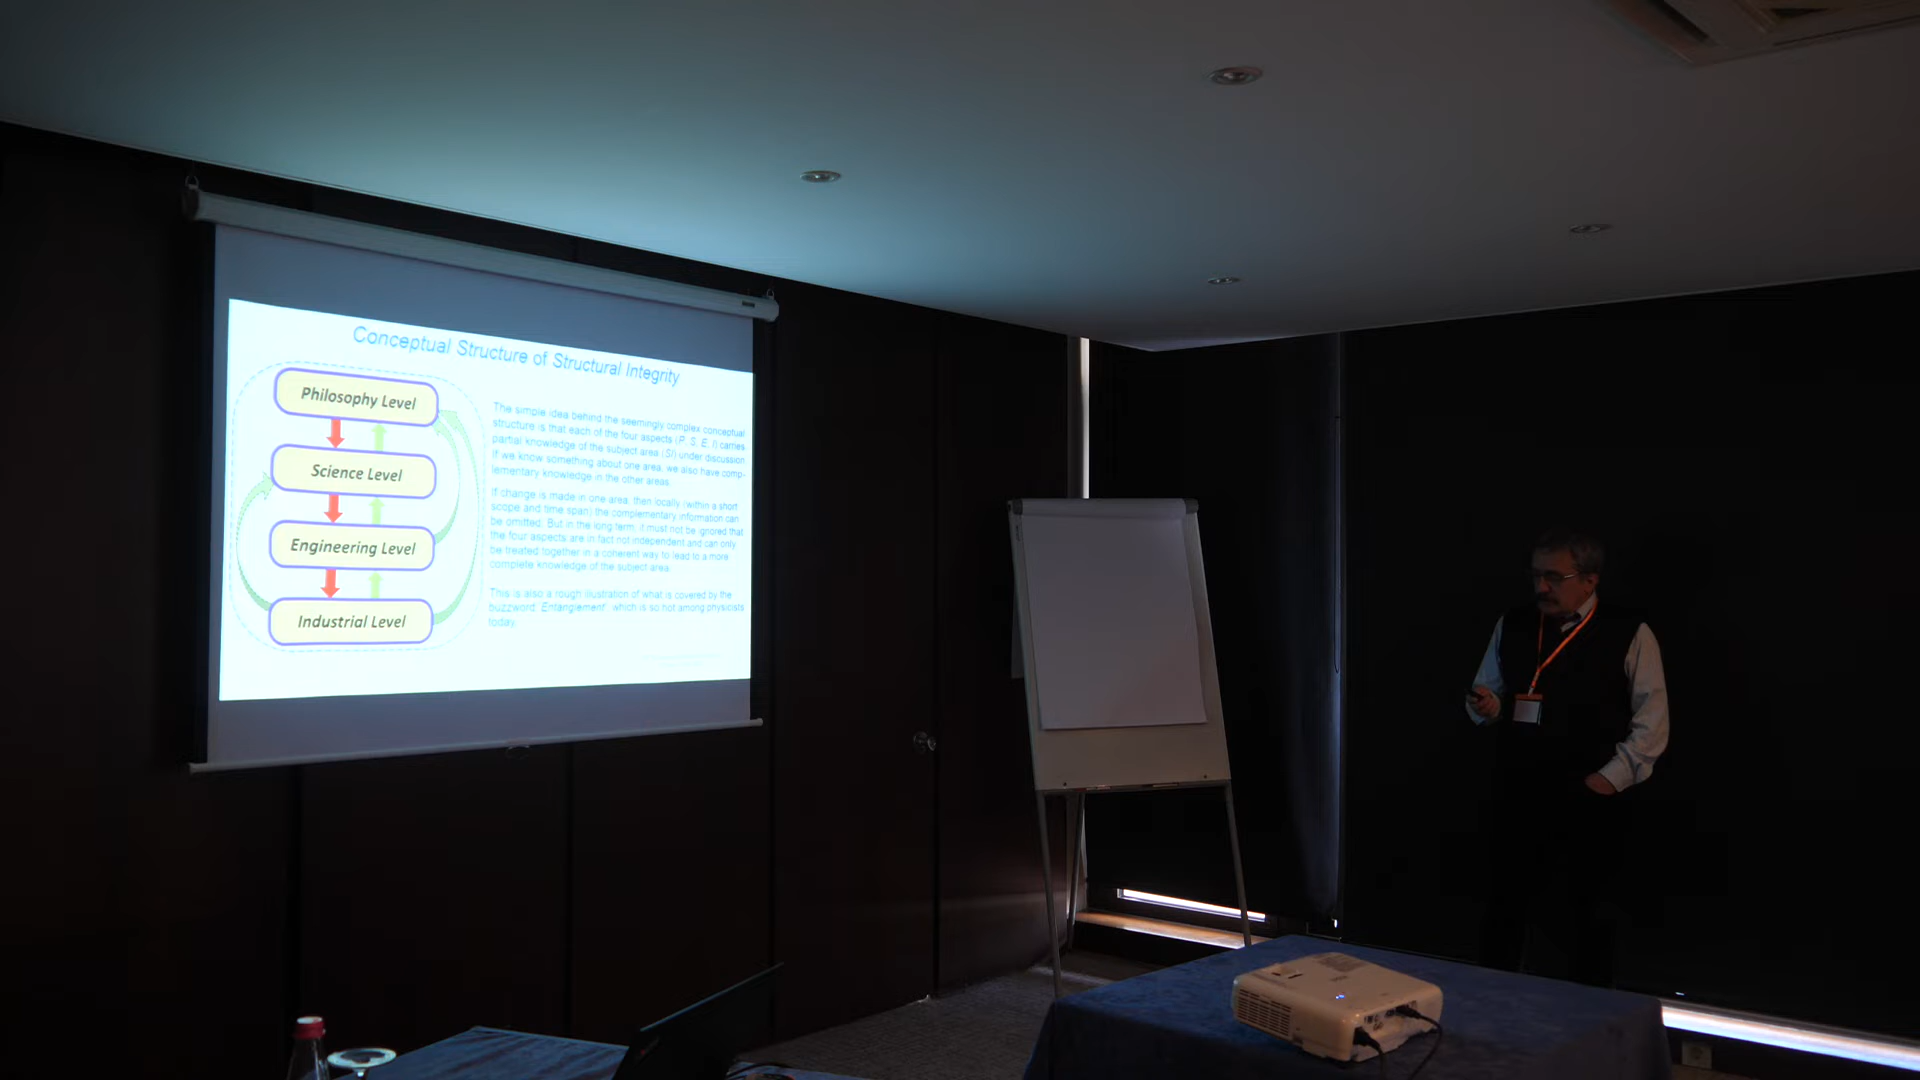 Conceptual Structure of Structural Integrity
Philosophy Level
Science Level
Engineering Level
Industrial Level
The simple idea behind the seemingly complex conceptual
structure is that each of the four aspects (P, S, E, I) carries
partial knowledge of the subject area (SI) under discussion
If we know something about one area, we also have comp-
lementary knowledge in the other areas.
If change is made in one area, then locally (within a short
scope and time span) the complementary information can
be omitted. But in the long term, it must not be ignored that
the four aspects are in fact not independent and can only
be treated together in a coherent way to lead to a more
complete knowledge of the subject area.
This is also a rough illustration of what is covered by the
buzzword "Entanglement", which is so hot among physicists
today.